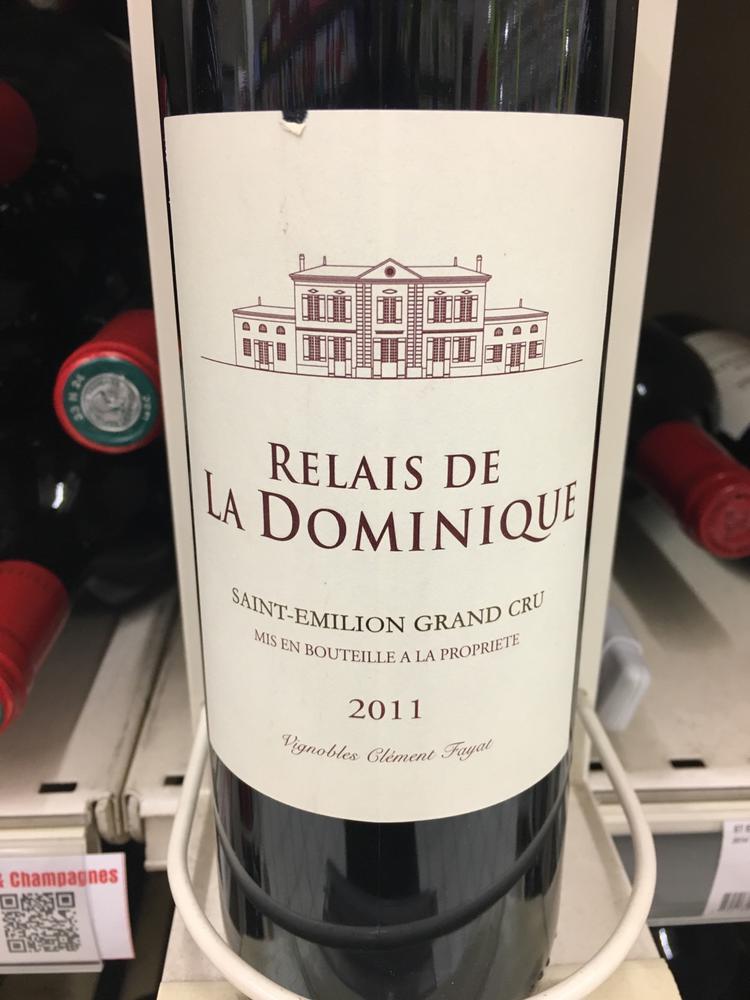 RELAIS DE
LA DOMINIQUE
SAINT-EMILION GRAND CRU
MIS EN BOUTEILLE A LA PROPRIETE
2011
Vignobles Clément Fayat
& Champagnes